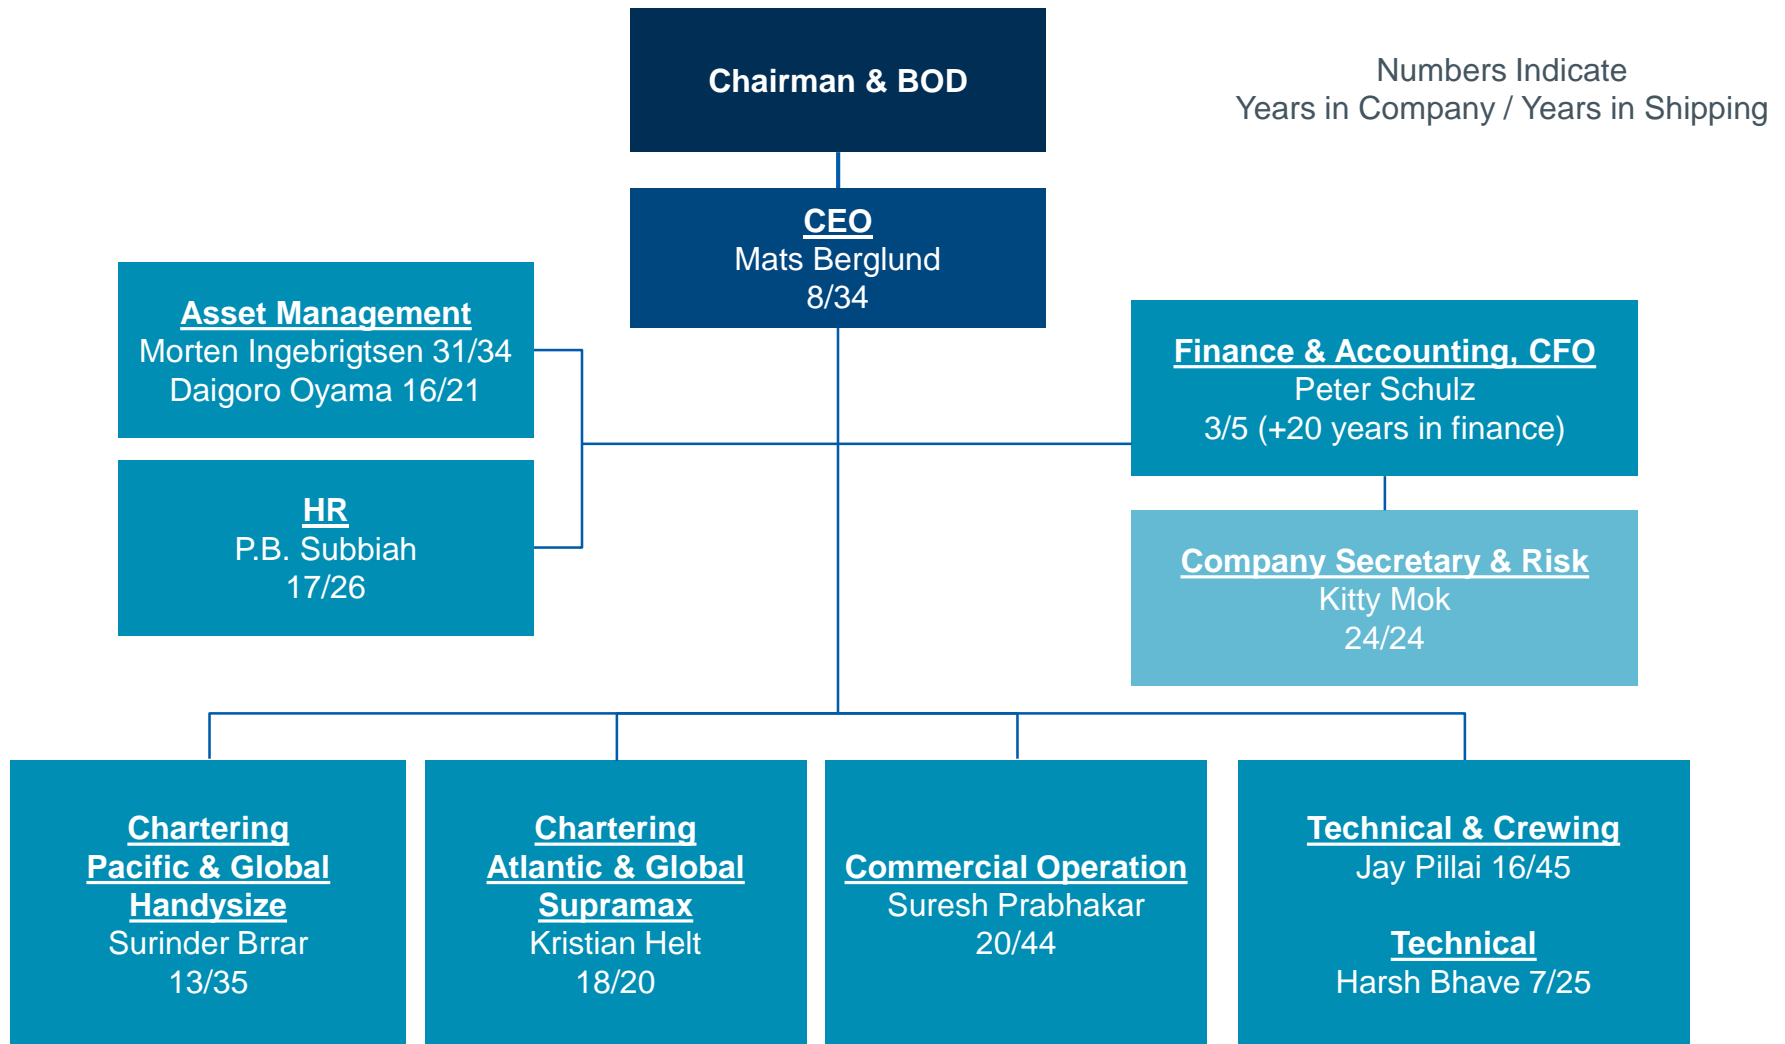 Chairman & BOD
Numbers Indicate
Years in Company / Years in Shipping
CEO
Mats Berglund
8/34
Asset Management
Morten Ingebrigtsen 31/34
Daigoro Oyama 16/21
Finance & Accounting, CFO
Peter Schulz
3/5 (+20 years in finance)
HR
P.B. Subbiah
17/26
Company Secretary & Risk
Kitty Mok
24/24
Chartering
Pacific & Global
Handysize
Surinder Brrar
13/35
Chartering
Atlantic & Global
Supramax
Kristian Helt
18/20
Commercial Operation
Suresh Prabhakar
20/44
Technical & Crewing
Jay Pillai 16/45
Technical
Harsh Bhave 7/25